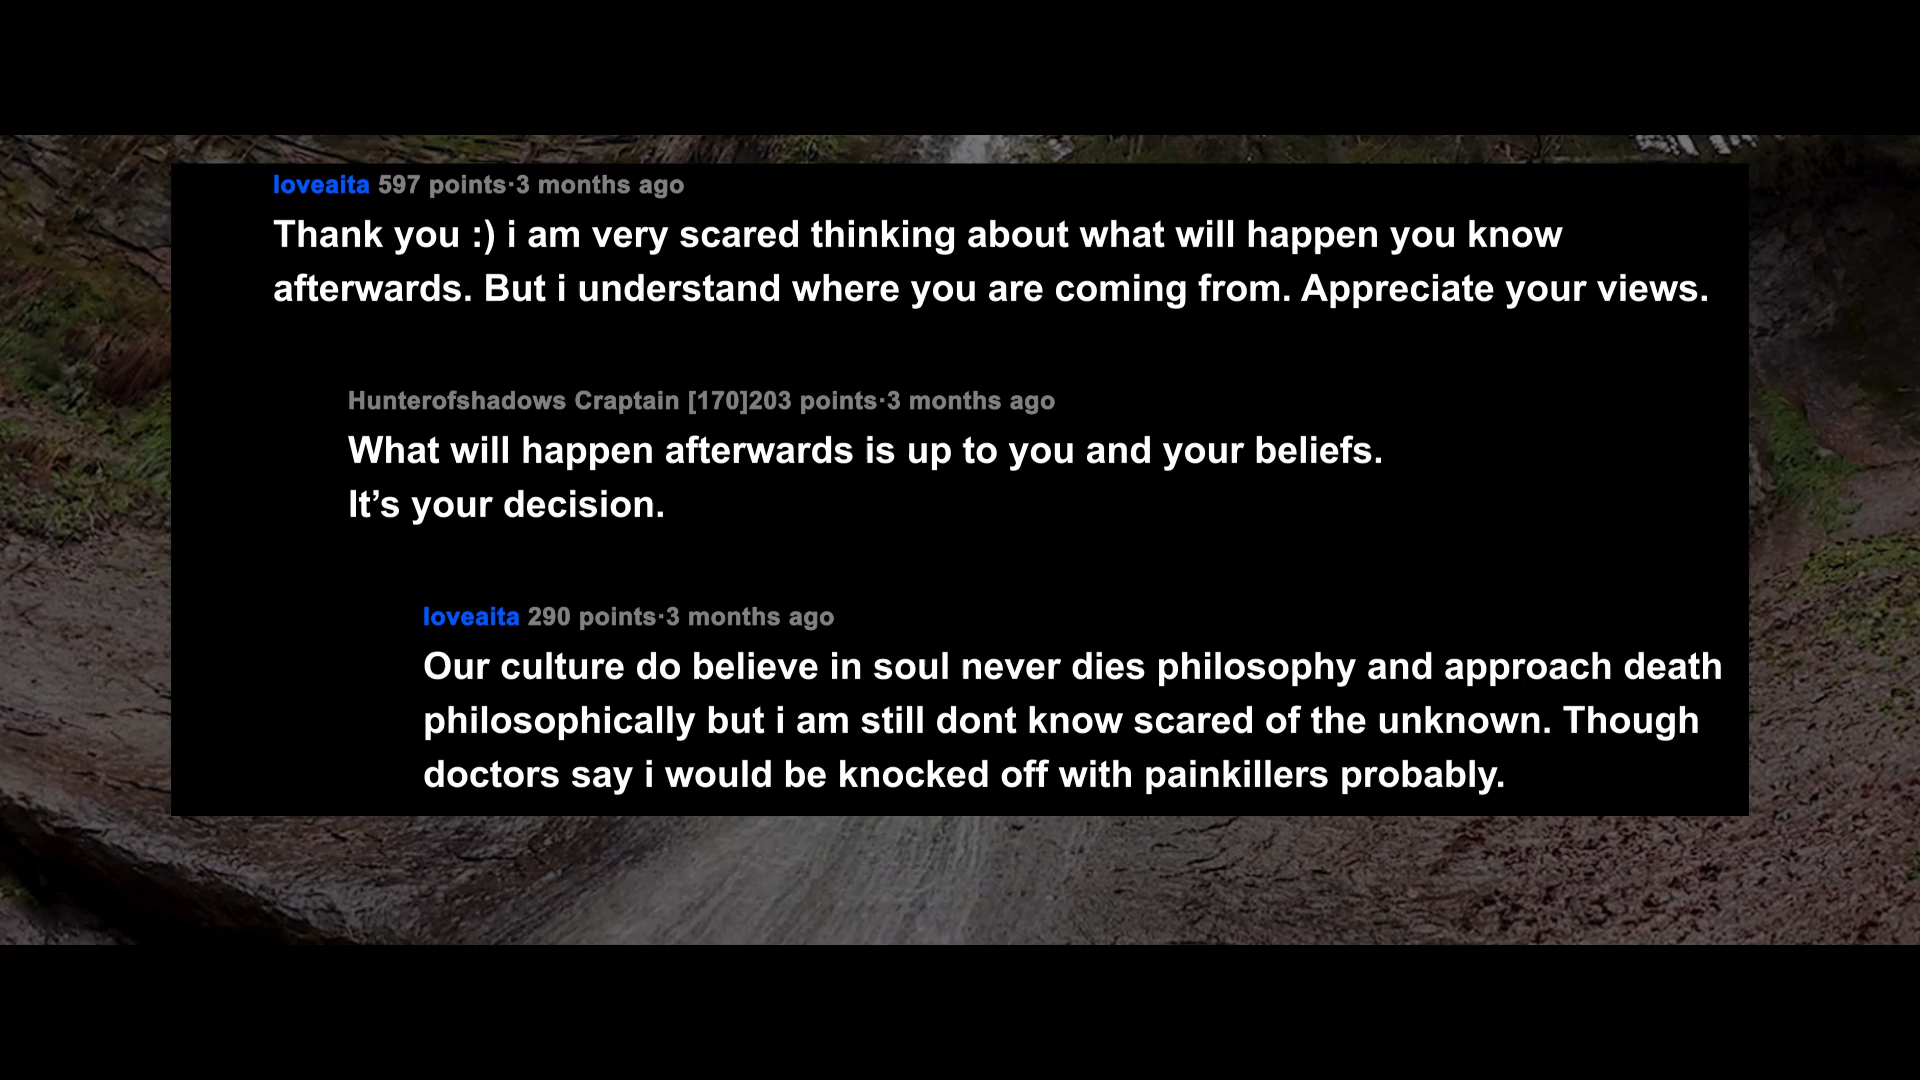 loveaita 597 points·3 months ago
Thank you :) i am very scared thinking about what will happen you know
afterwards. But i understand where you are coming from. Appreciate your views.
Hunterofshadows Craptain [170]203 points·3 months ago
What will happen afterwards is up to you and your beliefs.
It’s your decision.
loveaita 290 points·3 months ago
Our culture do believe in soul never dies philosophy and approach death
philosophically but i am still dont know scared of the unknown. Though
doctors say i would be knocked off with painkillers probably.